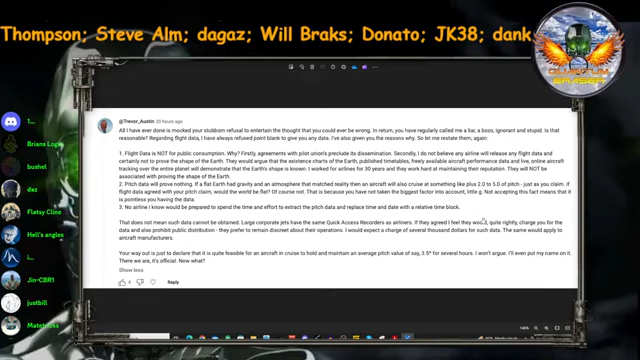 Thompson; Steve Alm; dagaz; Will Braks; Donato; JK38; dank
QUANTUM
ERASER
@Trevor_Austin 20 hours ago
All I have ever done is mocked your stubborn refusal to entertain the thought that you could ever be wrong. In return, you have regularly called me a liar, a bozo, ignorant and stupid. Is that
reasonable? Regarding flight data, I have always refused point blank to give you any data. I've also given you the reasons why. So let me restate them, again:
1. Flight Data is NOT for public consumption. Why? Firstly, agreements with pilot union's preclude its dissemination. Secondly, I do not believe any airline will release any flight data and
certainly not to prove the shape of the Earth. They would argue that the existence charts of the Earth, published timetables, freely available aircraft performance data and live, online aircraft
tracking over the entire planet will demonstrate that the Earth's shape is known. I worked for airlines for 30 years and they work hard at maintaining their reputation. They will NOT be
associated with proving the shape of the Earth.
2. Pitch data will prove nothing. If a flat Earth had gravity and an atmosphere that matched reality then an aircraft will also cruise at something like plus 2.0 to 5.0 of pitch - just as you claim. If
flight data agreed with your pitch claim, would the world be flat? Of course not. That is because you have not taken the biggest factor into account, little g. Not accepting this fact means that it
is pointless you having the data.
3. No airline I know would be prepared to spend the time and effort to extract the pitch data and replace time and date with a relative time block.
That does not mean such data cannot be obtained. Large corporate jets have the same Quick Access Recorders as airliners. If they agreed I feel they would, quite rightly, charge you for the
data and also prohibit public distribution - they prefer to remain discreet about their operations. I would expect a charge of several thousand dollars for such data. The same would apply to
aircraft manufacturers.
Your way out is just to declare that it is quite feasible for an aircraft in cruise to hold and maintain an average pitch value of say, 3.5° for several hours. I won't argue. I'll even put my name on it.
There we are, it's official. Now what?
Show less
4
Reply
1...
Brians Logic
bushel
daz
Flatsy Cline
Hell's angels
Jin-CBR1
justbill